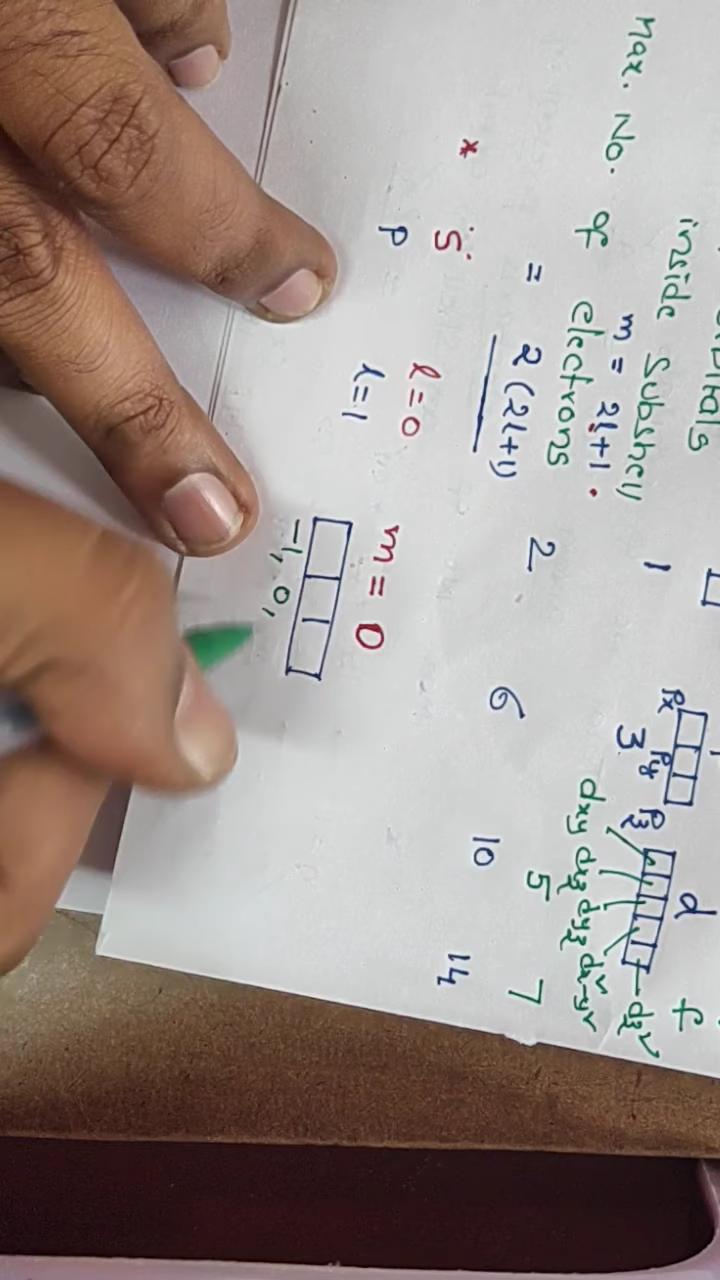 f
d
inside Subshell
m = 2l+1.
1
Px Py Pz
3
dxy dxz dyz dx²-y² dz²
5
7
Max. No. of electrons
= 2(2l+1)
2
6
10
14
* s
l=0
m = 0
p
l=1
-1, 0,